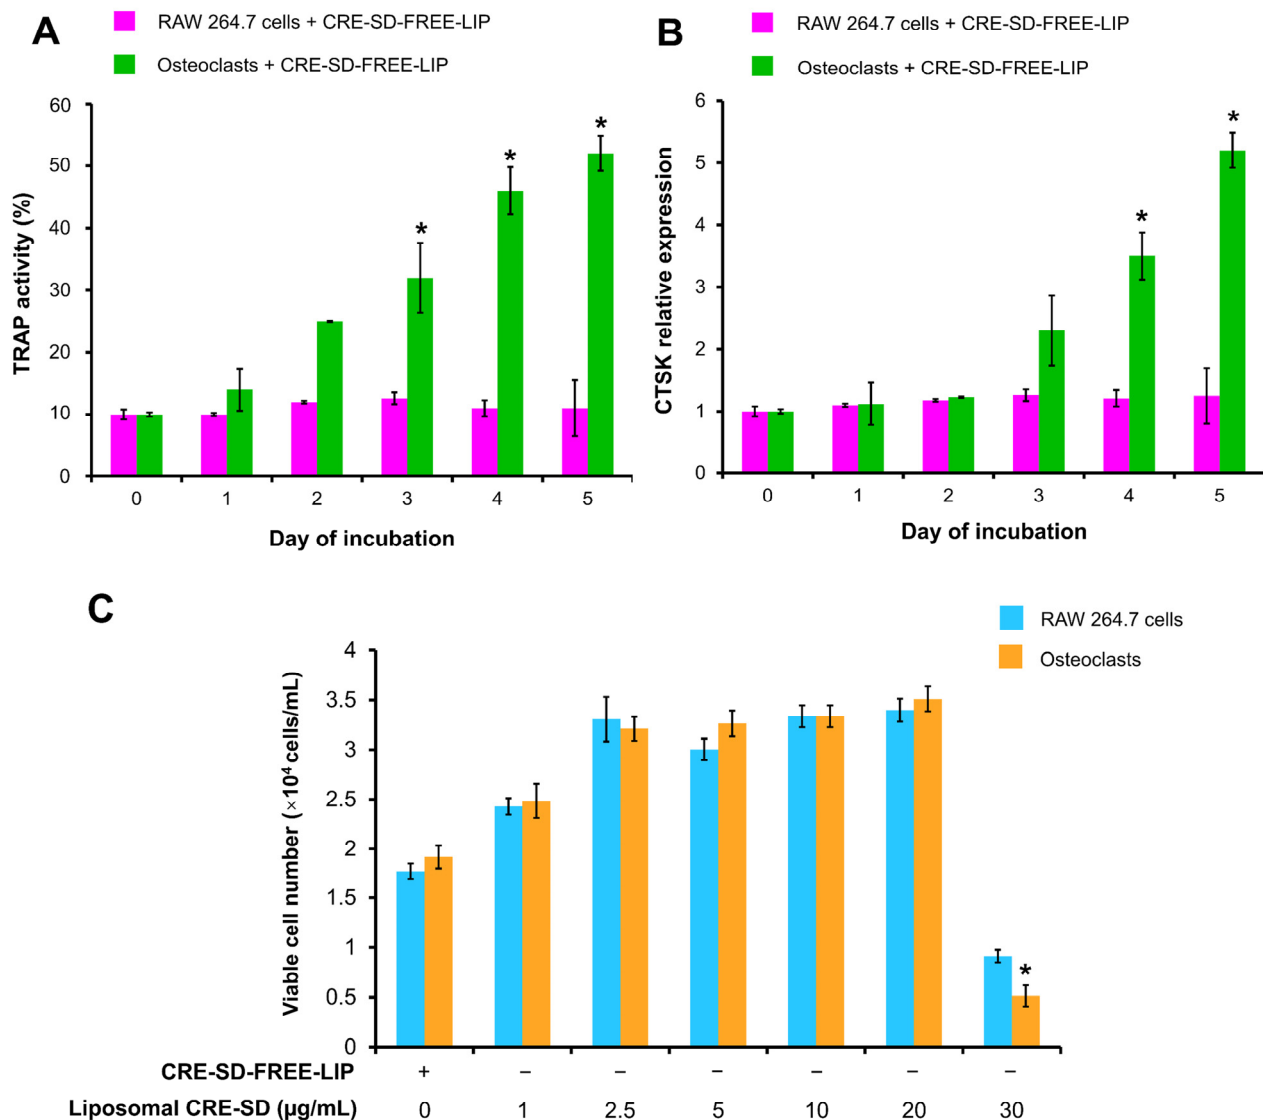 A
RAW 264.7 cells + CRE-SD-FREE-LIP
Osteoclasts + CRE-SD-FREE-LIP
TRAP activity (%)
60
50
40
30
20
10
0
* * *
0 1 2 3 4 5
Day of incubation
B
RAW 264.7 cells + CRE-SD-FREE-LIP
Osteoclasts + CRE-SD-FREE-LIP
CTSK relative expression
6
5
4
3
2
1
0
* *
0 1 2 3 4 5
Day of incubation
C
RAW 264.7 cells
Osteoclasts
Viable cell number (×10⁴ cells/mL)
4
3.5
3
2.5
2
1.5
1
0.5
0
*
CRE-SD-FREE-LIP + – – – – – –
Liposomal CRE-SD (µg/mL) 0 1 2.5 5 10 20 30